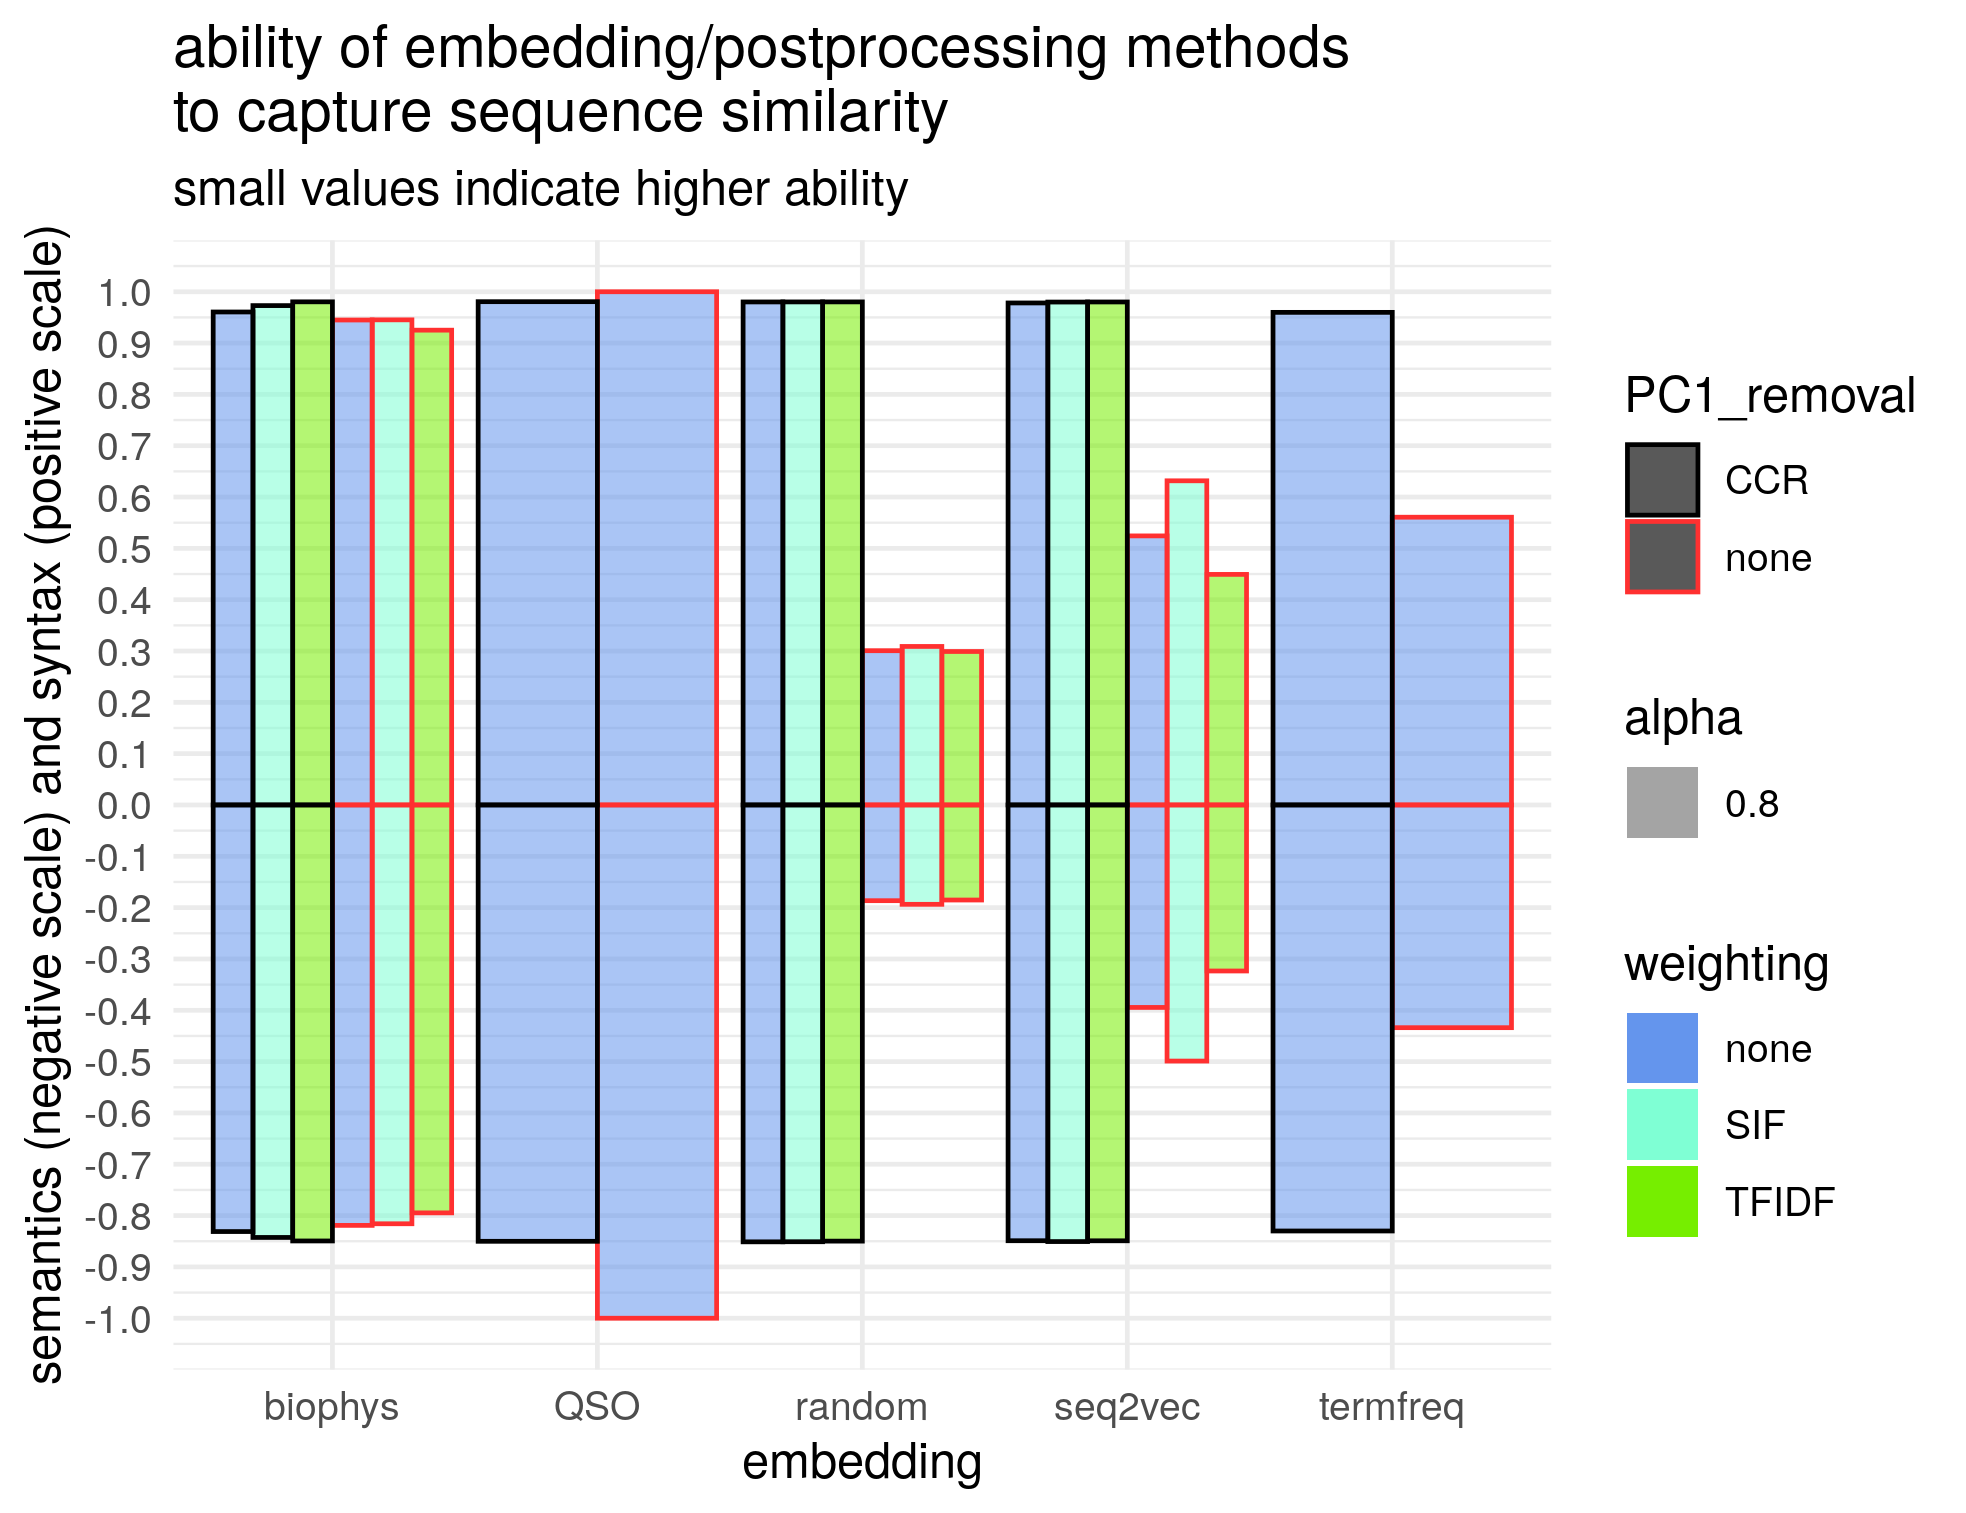 ability of embedding/postprocessing methods
to capture sequence similarity
small values indicate higher ability
semantics (negative scale) and syntax (positive scale)
1.0
0.9
0.8
0.7
0.6
0.5
0.4
0.3
0.2
0.1
0.0
-0.1
-0.2
-0.3
-0.4
-0.5
-0.6
-0.7
-0.8
-0.9
-1.0
biophys
QSO
random
seq2vec
termfreq
embedding
PC1_removal
CCR
none
alpha
0.8
weighting
none
SIF
TFIDF